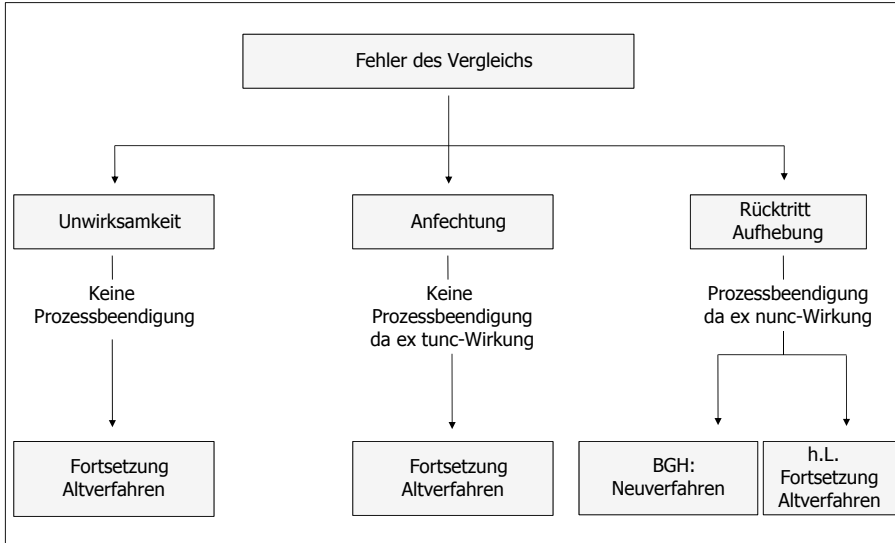 Fehler des Vergleichs
Unwirksamkeit
Anfechtung
Rücktritt
Aufhebung
Keine
Prozessbeendigung
Keine
Prozessbeendigung
da ex tunc-Wirkung
Prozessbeendigung
da ex nunc-Wirkung
Fortsetzung
Altverfahren
Fortsetzung
Altverfahren
BGH:
Neuverfahren
h.L.
Fortsetzung
Altverfahren